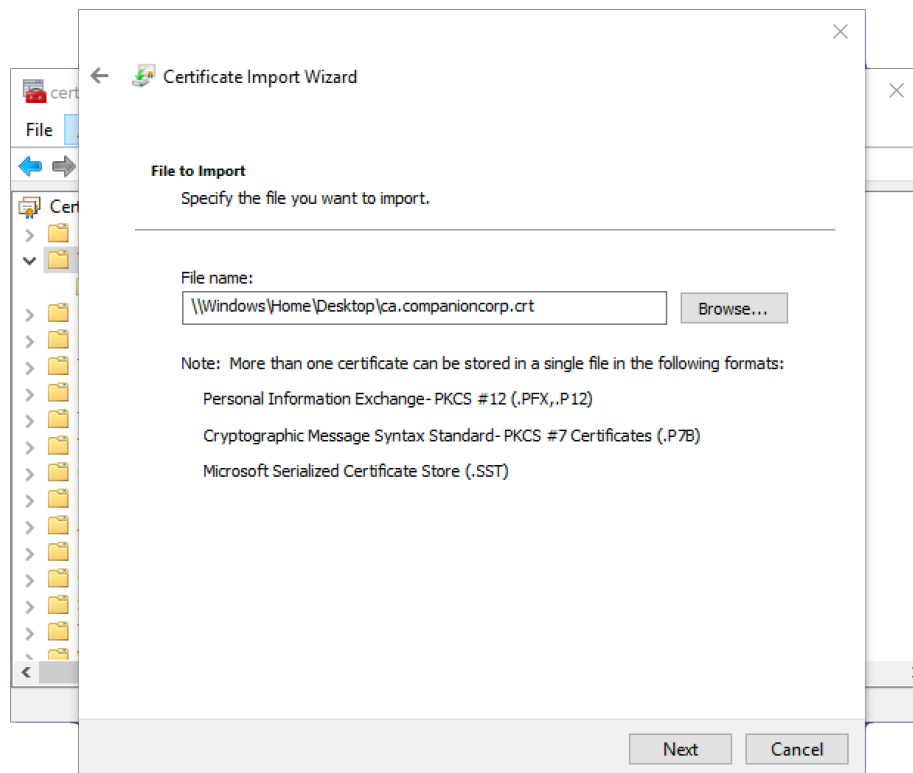 Certificate Import Wizard
cert
File
File to Import
Specify the file you want to import.
Cert
File name:
\\Windows\Home\Desktop\ca.companioncorp.crt
Browse...
Note:  More than one certificate can be stored in a single file in the following formats:
Personal Information Exchange- PKCS #12 (.PFX,.P12)
Cryptographic Message Syntax Standard- PKCS #7 Certificates (.P7B)
Microsoft Serialized Certificate Store (.SST)
Next
Cancel